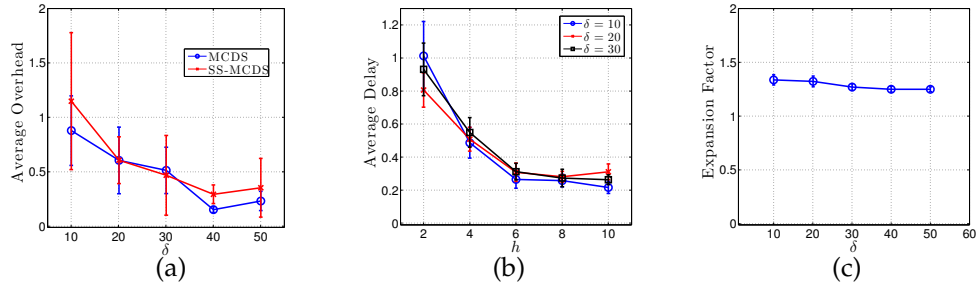 2
1.5
1
0.5
0
Average Overhead
MCDS
SS-MCDS
10 20 30 40 50
δ
(a)
1.2
1
0.8
0.6
0.4
0.2
0
Average Delay
δ = 10
δ = 20
δ = 30
2 4 6 8 10
h
(b)
2
1.5
1
0.5
0
Expansion Factor
10 20 30 40 50 60
δ
(c)